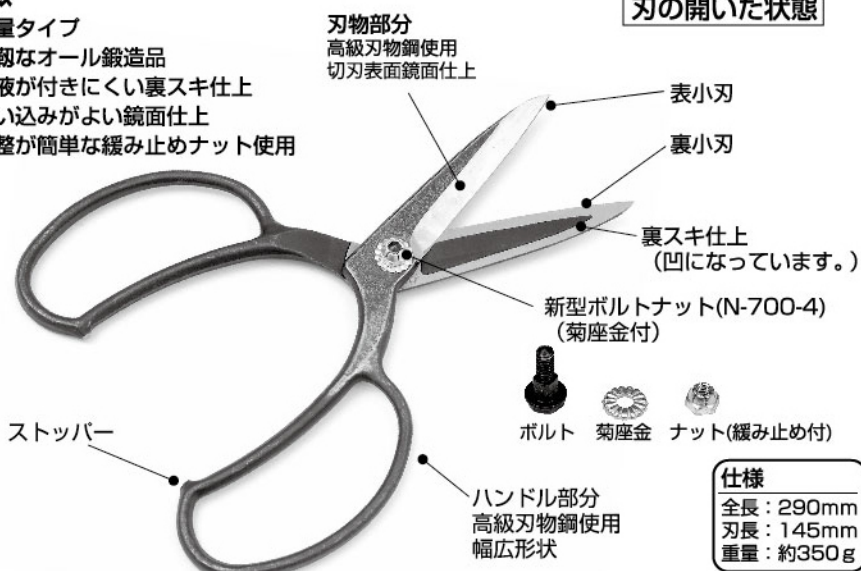 量タイプ
なオール鍛造品
液が付きにくい裏スキ仕上
い込みがよい鏡面仕上
整が簡単な緩み止めナット使用
刃の開いた状態
刃物部分
高級刃物鋼使用
切刃表面鏡面仕上
表小刃
裏小刃
裏スキ仕上
(凹になっています。)
新型ボルトナット(N-700-4)
(菊座金付)
ボルト 菊座金 ナット(緩み止め付)
ストッパー
ハンドル部分
高級刃物鋼使用
幅広形状
仕様
全長:290mm
刃長:145mm
重量:約350g